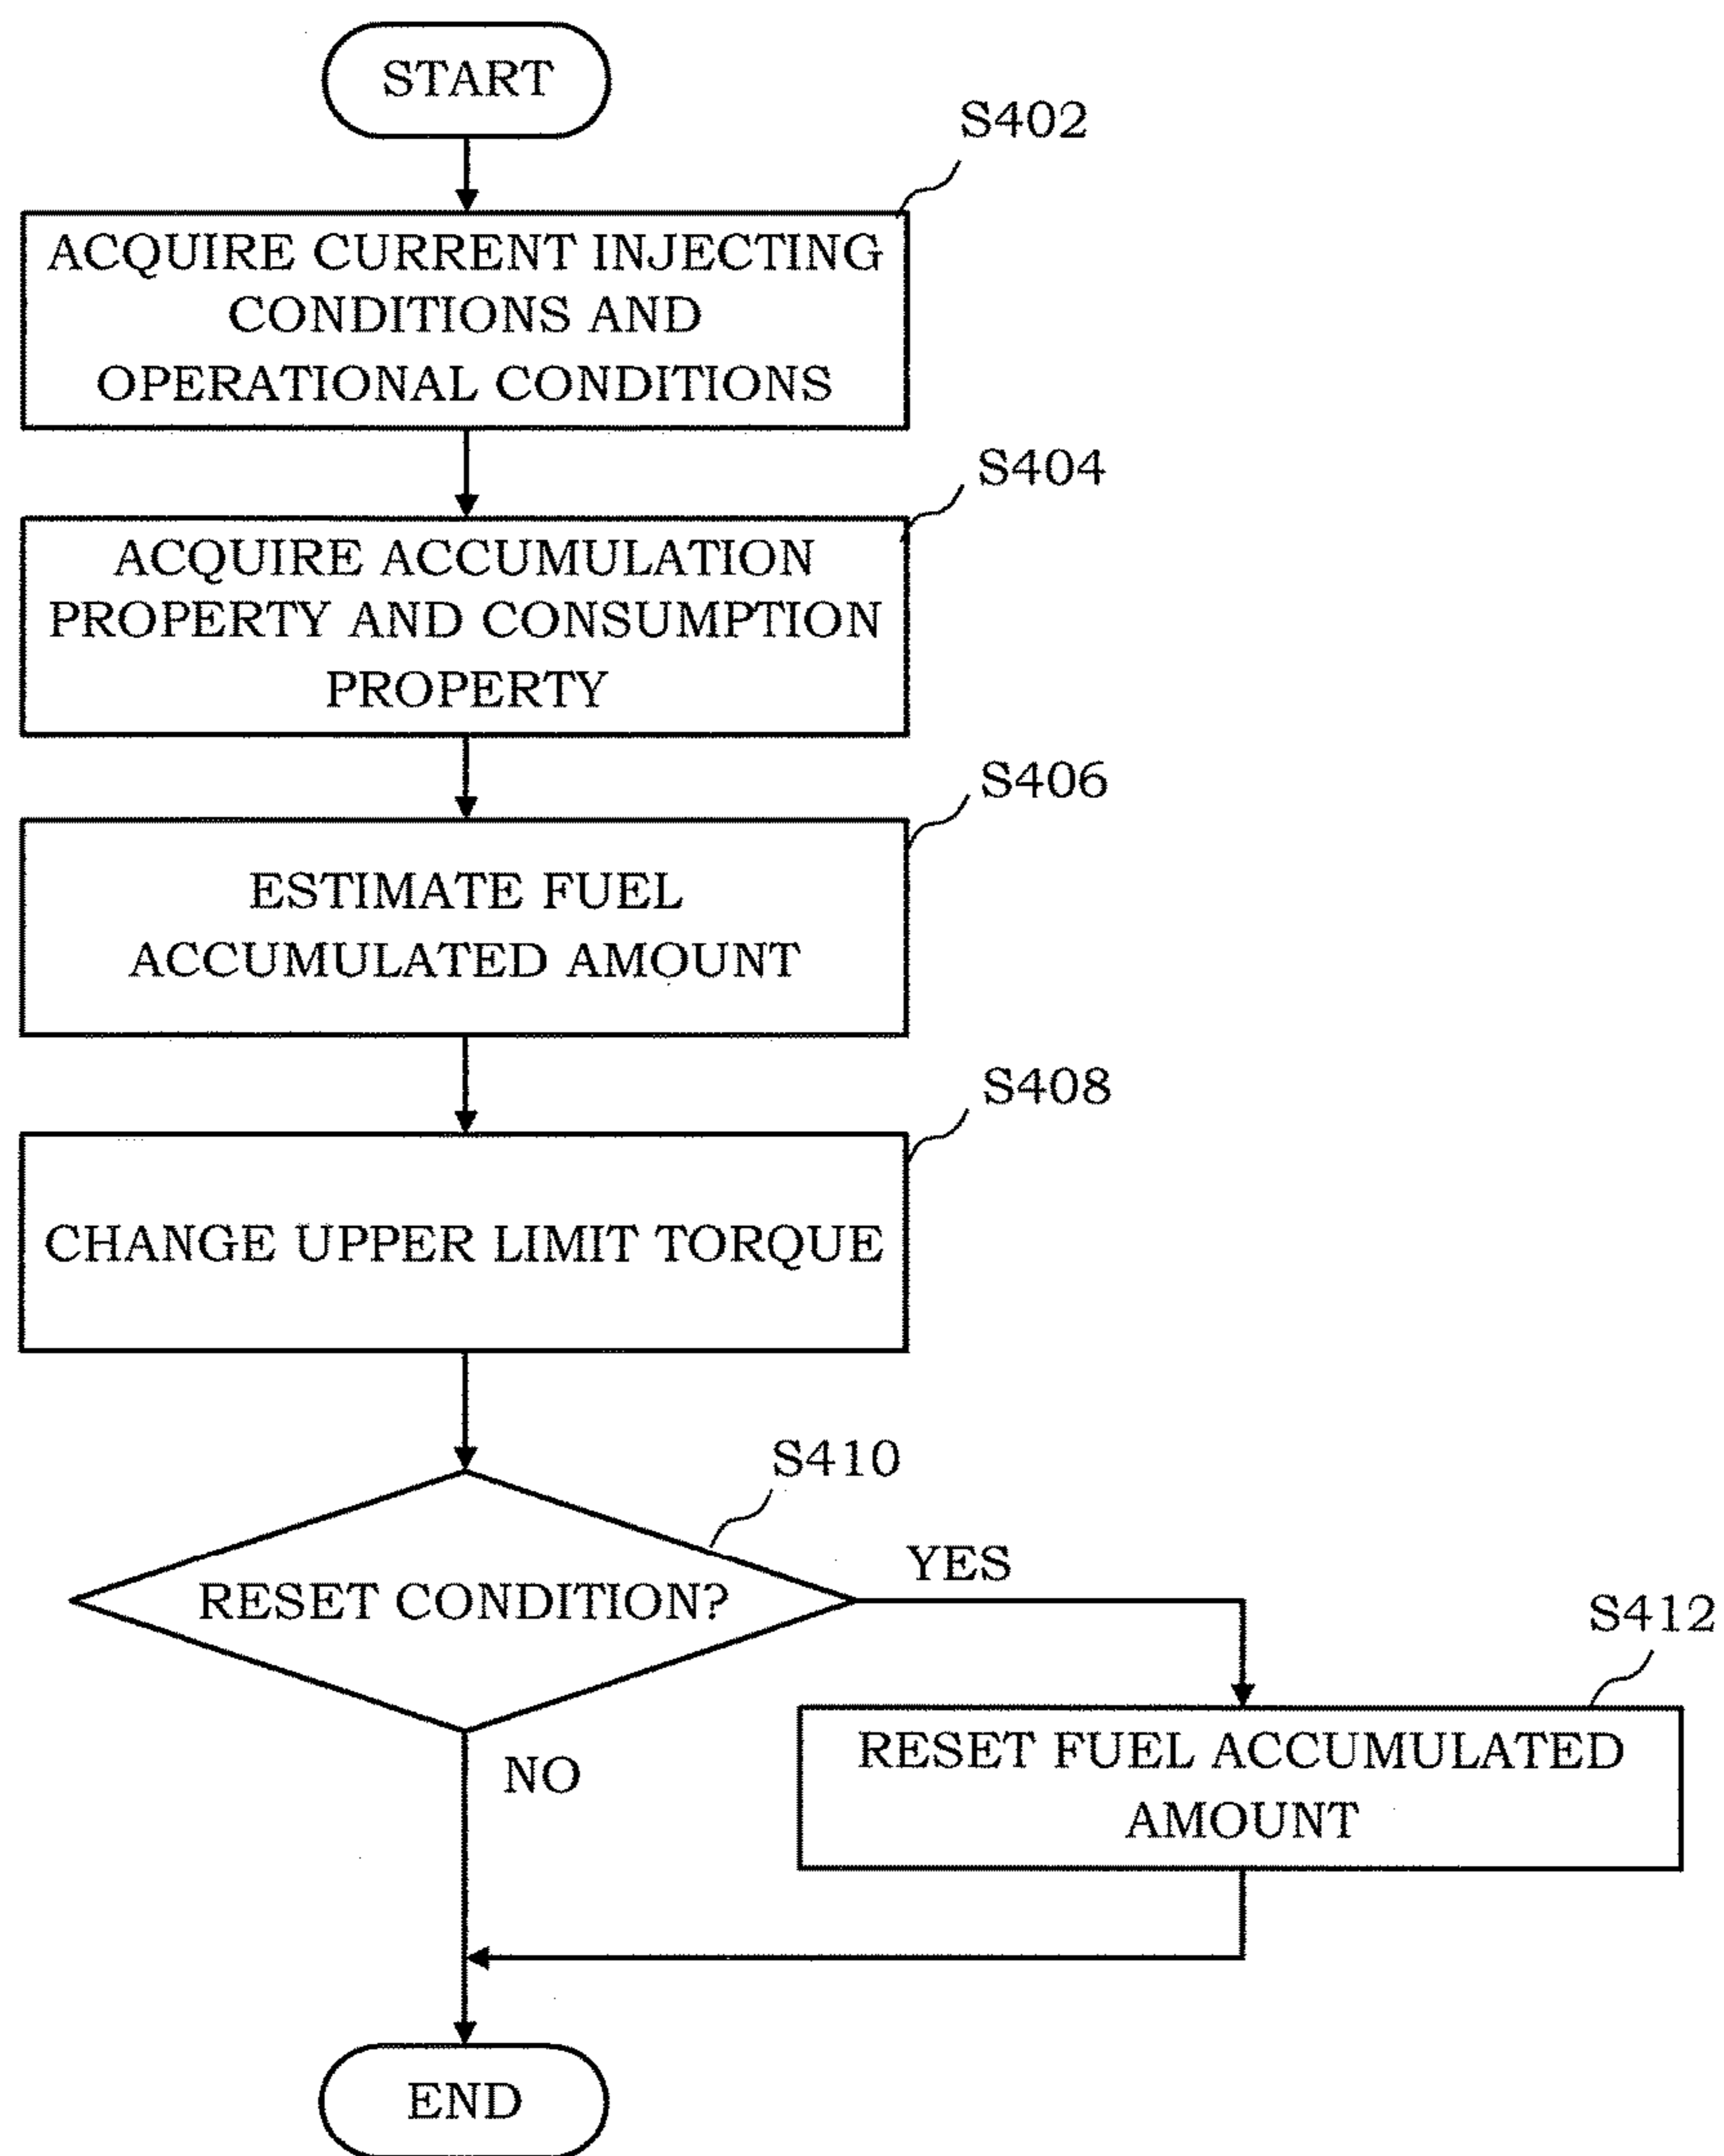 START
S402
ACQUIRE CURRENT INJECTING
CONDITIONS AND
OPERATIONAL CONDITIONS
S404
ACQUIRE ACCUMULATION
PROPERTY AND CONSUMPTION
PROPERTY
S406
ESTIMATE FUEL
ACCUMULATED AMOUNT
S408
CHANGE UPPER LIMIT TORQUE
S410
RESET CONDITION?
YES
S412
RESET FUEL ACCUMULATED
AMOUNT
NO
END